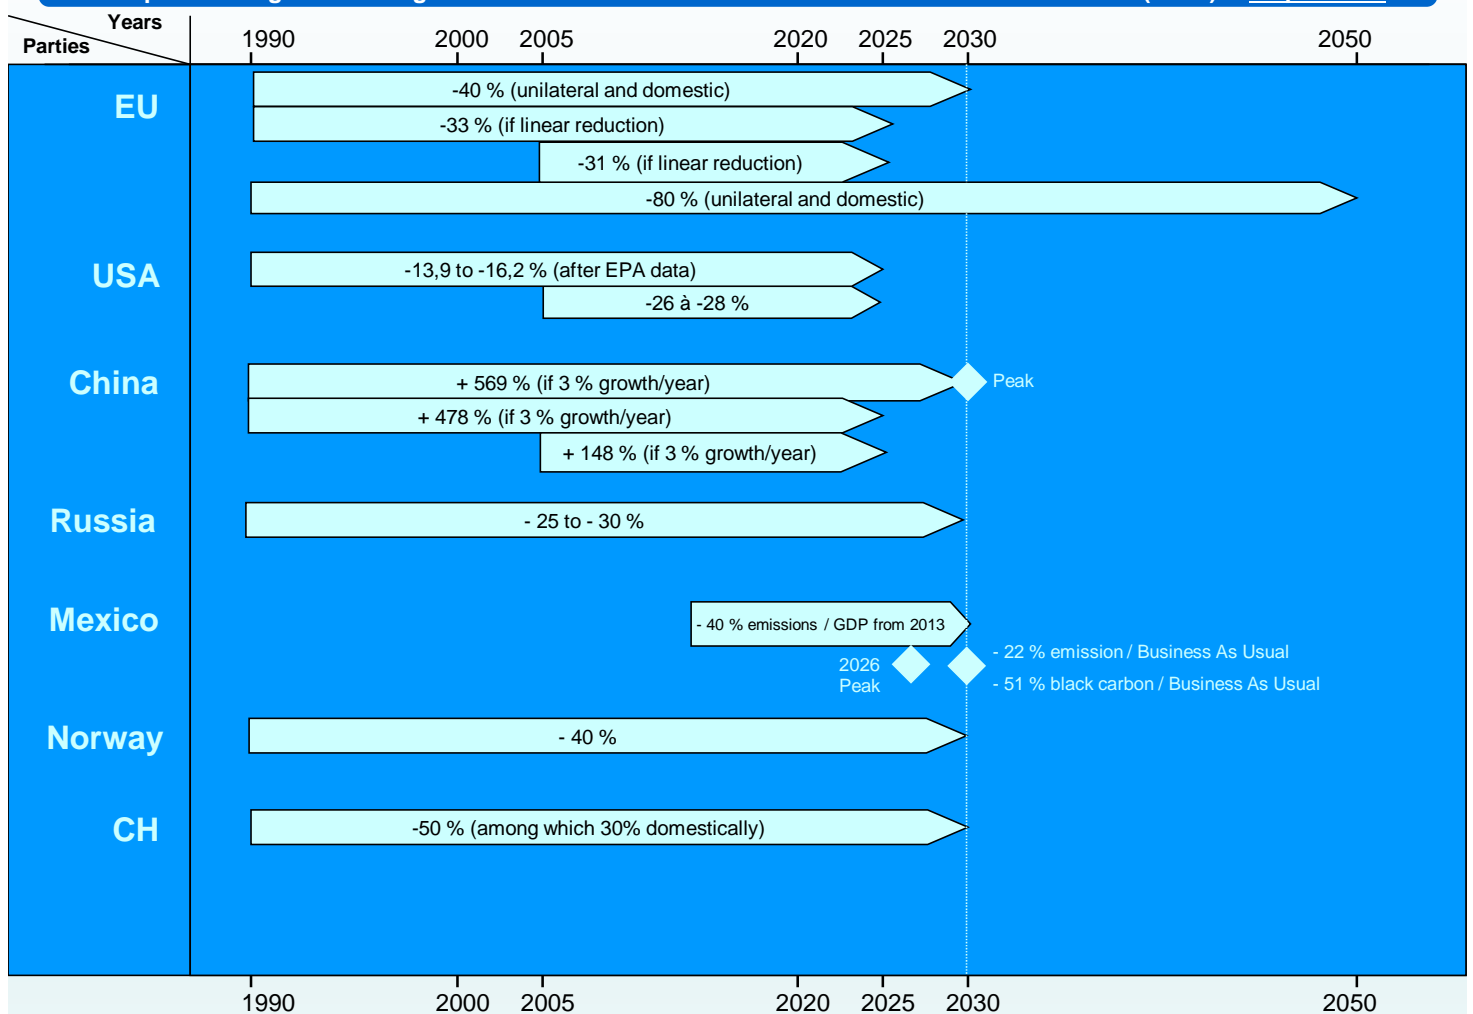 Years
Parties
1990 2000 2005 2020 2025 2030 2050
EU
-40 % (unilateral and domestic)
-33 % (if linear reduction)
-31 % (if linear reduction)
-80 % (unilateral and domestic)
USA
-13,9 to -16,2 % (after EPA data)
-26 à -28 %
China
+ 569 % (if 3 % growth/year)
Peak
+ 478 % (if 3 % growth/year)
+ 148 % (if 3 % growth/year)
Russia
- 25 to - 30 %
Mexico
- 40 % emissions / GDP from 2013
2026
Peak
- 22 % emission / Business As Usual
- 51 % black carbon / Business As Usual
Norway
- 40 %
CH
-50 % (among which 30% domestically)
1990 2000 2005 2020 2025 2030 2050